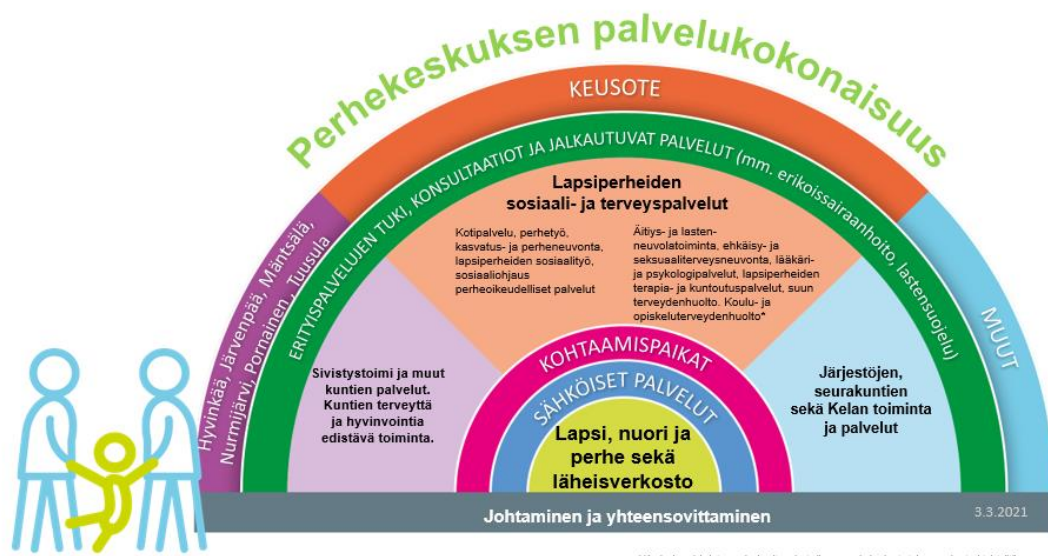 Perhekeskuksen palvelukokonaisuus
KEUSOTE
ERITYISPALVELUJEN TUKI, KONSULTAATIOT JA JALKAUTUVAT PALVELUT (mm. erikoissairaanhoito, lastensuojelu)
Hyvinkää, Järvenpää, Mäntsälä,
Nurmijärvi, Pornainen , Tuusula
MUUT
Lapsiperheiden
sosiaali- ja terveyspalvelut
Kotipalvelu, perhetyö,
kasvatus- ja perheneuvonta,
lapsiperheiden sosiaalityö,
sosiaaliohjaus
perheoikeudelliset palvelut
Äitiys- ja lasten-
neuvolatoiminta, ehkäisy- ja
seksuaaliterveysneuvonta, lääkäri-
ja psykologipalvelut, lapsiperheiden
terapia- ja kuntoutuspalvelut, suun
terveydenhuolto. Koulu- ja
opiskeluterveydenhuolto*
Sivistystoimi ja muut
kuntien palvelut.
Kuntien terveyttä
ja hyvinvointia
edistävä toiminta.
Järjestöjen,
seurakuntien
sekä Kelan toiminta
ja palvelut
KOHTAAMISPAIKAT
SÄHKÖISET PALVELUT
Lapsi, nuori ja
perhe sekä
läheisverkosto
Johtaminen ja yhteensovittaminen
3.3.2021